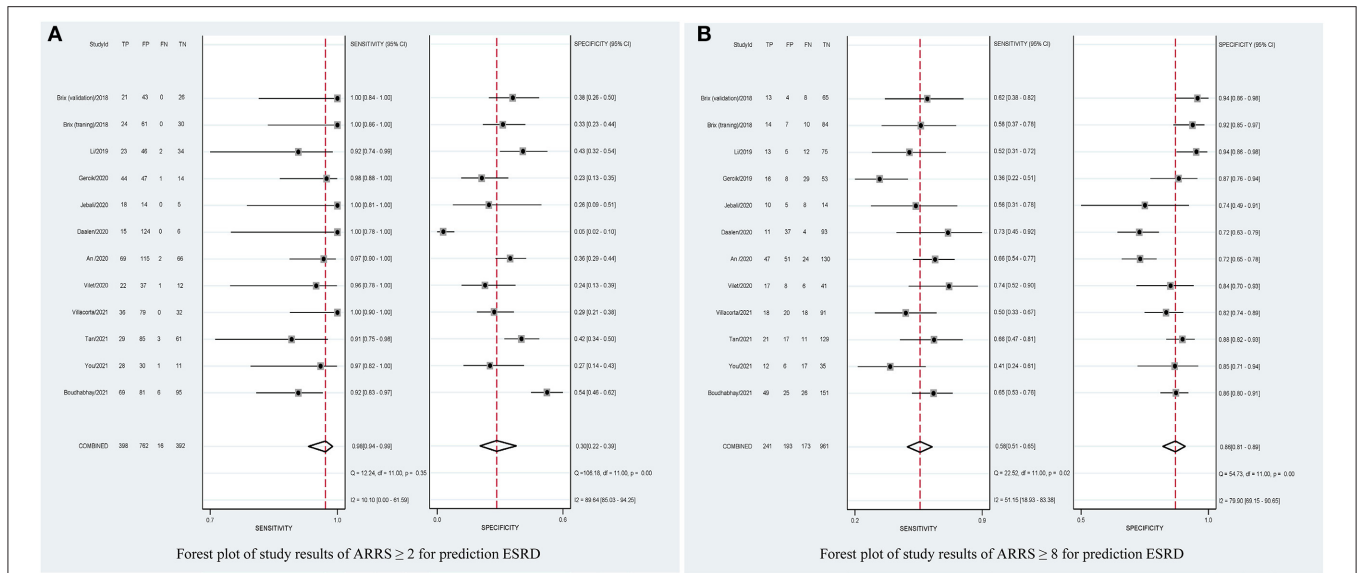 A
StudyId TP FP FN TN SENSITIVITY (95% CI) SPECIFICITY (95% CI)
Brix (validation)/2018 21 43 0 26 1.00 [0.84 - 1.00] 0.38 [0.26 - 0.50]
Brix (traning)/2018 24 61 0 30 1.00 [0.86 - 1.00] 0.33 [0.23 - 0.44]
Li/2019 23 46 2 34 0.92 [0.74 - 0.99] 0.43 [0.32 - 0.54]
Gercik/2020 44 47 1 14 0.98 [0.88 - 1.00] 0.23 [0.13 - 0.35]
Jebali/2020 18 14 0 5 1.00 [0.81 - 1.00] 0.26 [0.09 - 0.51]
Daalen/2020 15 124 0 6 1.00 [0.78 - 1.00] 0.05 [0.02 - 0.10]
An /2020 69 115 2 66 0.97 [0.90 - 1.00] 0.36 [0.29 - 0.44]
Vilet/2020 22 37 1 12 0.96 [0.78 - 1.00] 0.24 [0.13 - 0.39]
Villacorta/2021 36 79 0 32 1.00 [0.90 - 1.00] 0.29 [0.21 - 0.38]
Tan/2021 29 85 3 61 0.91 [0.75 - 0.98] 0.42 [0.34 - 0.50]
You/2021 28 30 1 11 0.97 [0.82 - 1.00] 0.27 [0.14 - 0.43]
Boudhabhay/2021 69 81 6 95 0.92 [0.83 - 0.97] 0.54 [0.46 - 0.62]
COMBINED 398 762 16 392 0.98[0.94 - 0.99] 0.30[0.22 - 0.39]
Q = 12.24, df = 11.00, p = 0.35 Q =106.18, df = 11.00, p = 0.00
I2 = 10.10 [0.00 - 61.59] I2 = 89.64 [85.03 - 94.25]
0.7 1.0 0.0 0.6
SENSITIVITY SPECIFICITY
Forest plot of study results of ARRS ≥ 2 for prediction ESRD
B
StudyId TP FP FN TN SENSITIVITY (95% CI) SPECIFICITY (95% CI)
Brix (validation)/2018 13 4 8 65 0.62 [0.38 - 0.82] 0.94 [0.86 - 0.98]
Brix (traning)/2018 14 7 10 84 0.58 [0.37 - 0.78] 0.92 [0.85 - 0.97]
Li/2019 13 5 12 75 0.52 [0.31 - 0.72] 0.94 [0.86 - 0.98]
Gercik/2019 16 8 29 53 0.36 [0.22 - 0.51] 0.87 [0.76 - 0.94]
Jebali/2020 10 5 8 14 0.56 [0.31 - 0.78] 0.74 [0.49 - 0.91]
Daalen/2020 11 37 4 93 0.73 [0.45 - 0.92] 0.72 [0.63 - 0.79]
An /2020 47 51 24 130 0.66 [0.54 - 0.77] 0.72 [0.65 - 0.78]
Vilet/2020 17 8 6 41 0.74 [0.52 - 0.90] 0.84 [0.70 - 0.93]
Villacorta/2021 18 20 18 91 0.50 [0.33 - 0.67] 0.82 [0.74 - 0.89]
Tan/2021 21 17 11 129 0.66 [0.47 - 0.81] 0.88 [0.82 - 0.93]
You/2021 12 6 17 35 0.41 [0.24 - 0.61] 0.85 [0.71 - 0.94]
Boudhabhay/2021 49 25 26 151 0.65 [0.53 - 0.76] 0.86 [0.80 - 0.91]
COMBINED 241 193 173 961 0.58[0.51 - 0.65] 0.86[0.81 - 0.89]
Q = 22.52, df = 11.00, p = 0.02 Q = 54.73, df = 11.00, p = 0.00
I2 = 51.15 [18.93 - 83.38] I2 = 79.90 [69.15 - 90.65]
0.2 0.9 0.5 1.0
SENSITIVITY SPECIFICITY
Forest plot of study results of ARRS ≥ 8 for prediction ESRD